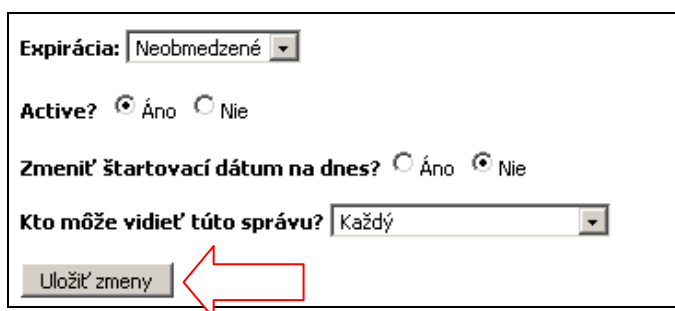 Expirácia: Neobmedzené
Active? Áno Nie
Zmeniť štartovací dátum na dnes? Áno Nie
Kto môže vidieť túto správu? Každý
Uložiť zmeny